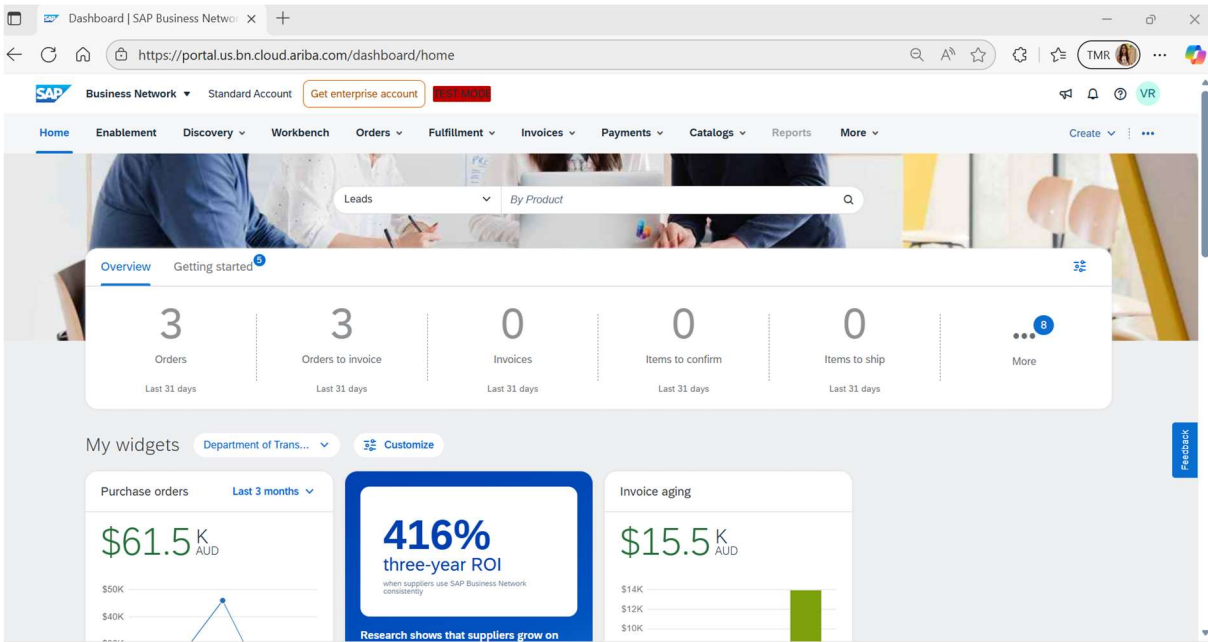 SAP Dashboard | SAP Business Networ
https://portal.us.bn.cloud.ariba.com/dashboard/home
TMR
SAP Business Network Standard Account Get enterprise account TEST MODE VR
Home Enablement Discovery Workbench Orders Fulfillment Invoices Payments Catalogs Reports More Create
Leads By Product
Overview Getting started 5
3 3 0 0 0 8
Orders Orders to invoice Invoices Items to confirm Items to ship More
Last 31 days Last 31 days Last 31 days Last 31 days Last 31 days
Feedback
My widgets Department of Trans... Customize
Purchase orders Last 3 months
$61.5 K AUD
$50K
$40K
416%
three-year ROI
when suppliers use SAP Business Network
consistently
Research shows that suppliers grow on
Invoice aging
$15.5 K AUD
$14K
$12K
$10K